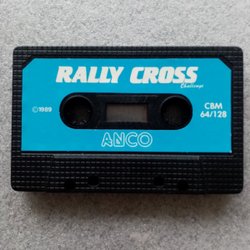 RALLY CROSS
Challenge
©1989
CBM
64/128
ANCO